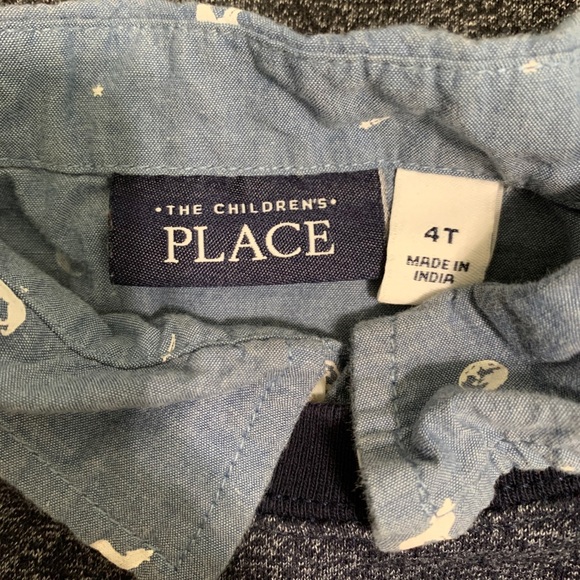 •THE CHILDREN'S•
PLACE
4T
MADE IN
INDIA